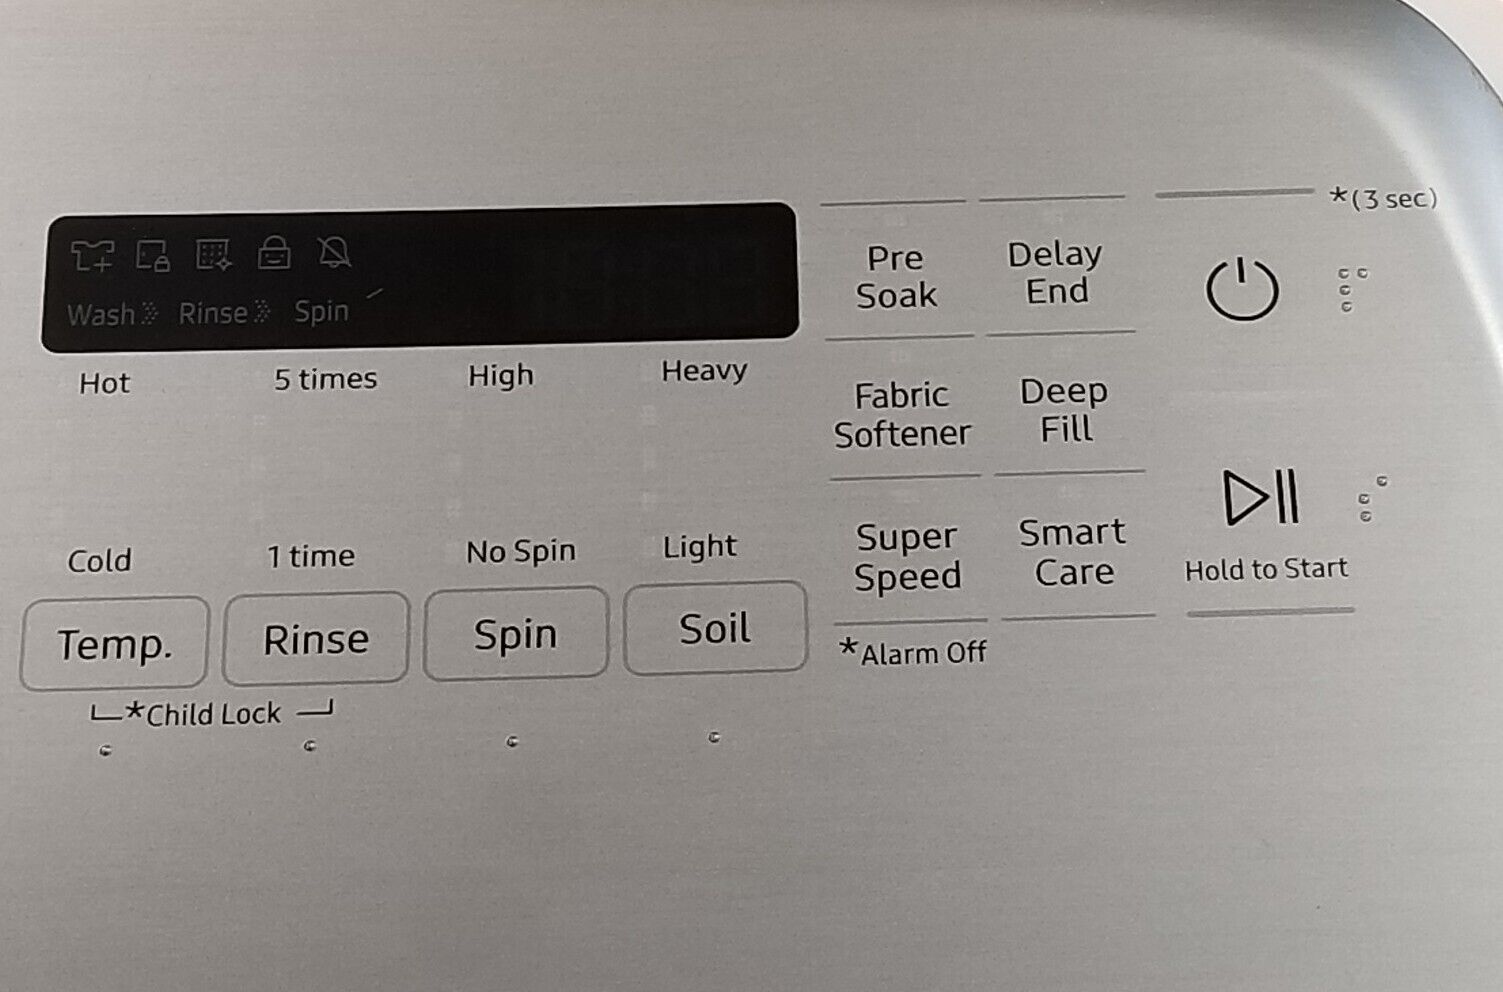 *(3 sec)
Wash Rinse Spin
Pre
Soak
Delay
End
Hot 5 times High Heavy
Fabric
Softener
Deep
Fill
Cold 1 time No Spin Light
Super
Speed
Smart
Care
Hold to Start
Temp. Rinse Spin Soil
*Alarm Off
*Child Lock